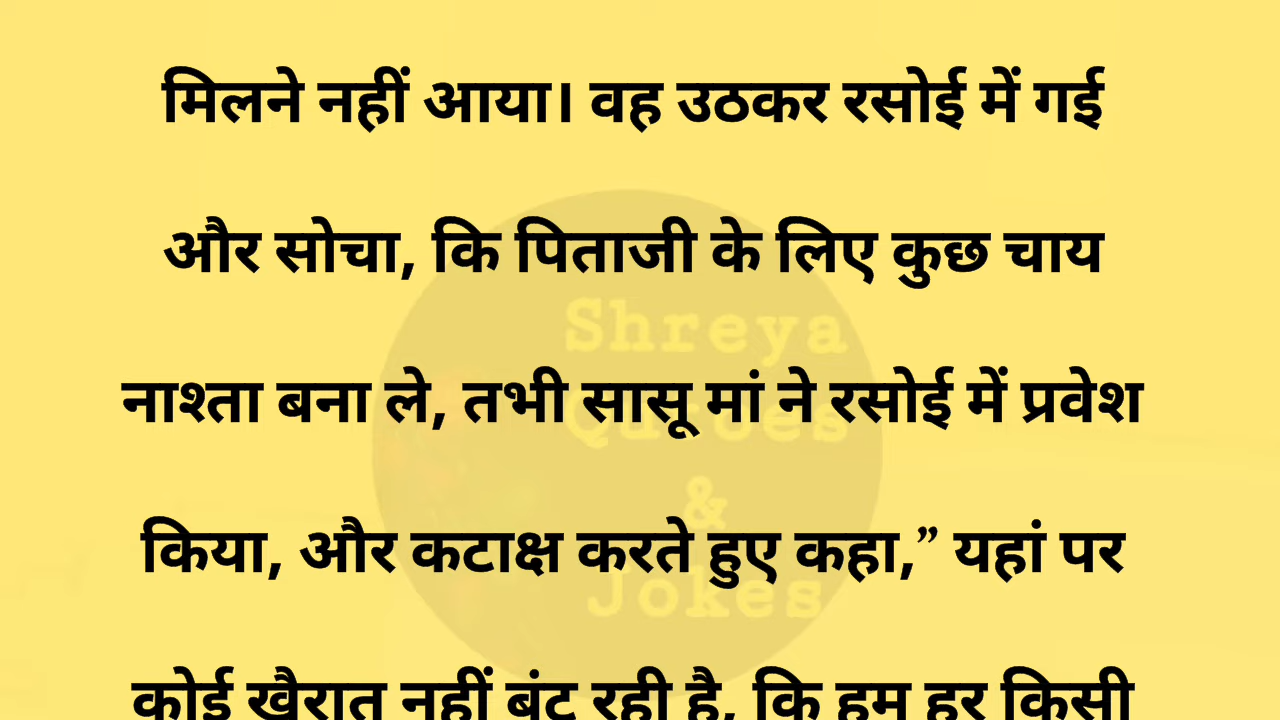 मिलने नहीं आया। वह उठकर रसोई में गई
और सोचा, कि पिताजी के लिए कुछ चाय
नाश्ता बना ले, तभी सासू मां ने रसोई में प्रवेश
किया, और कटाक्ष करते हुए कहा,” यहां पर
कोई खैरात नहीं बंट रही है, कि हम हर किसी
Shreya
Quotes
&
Jokes